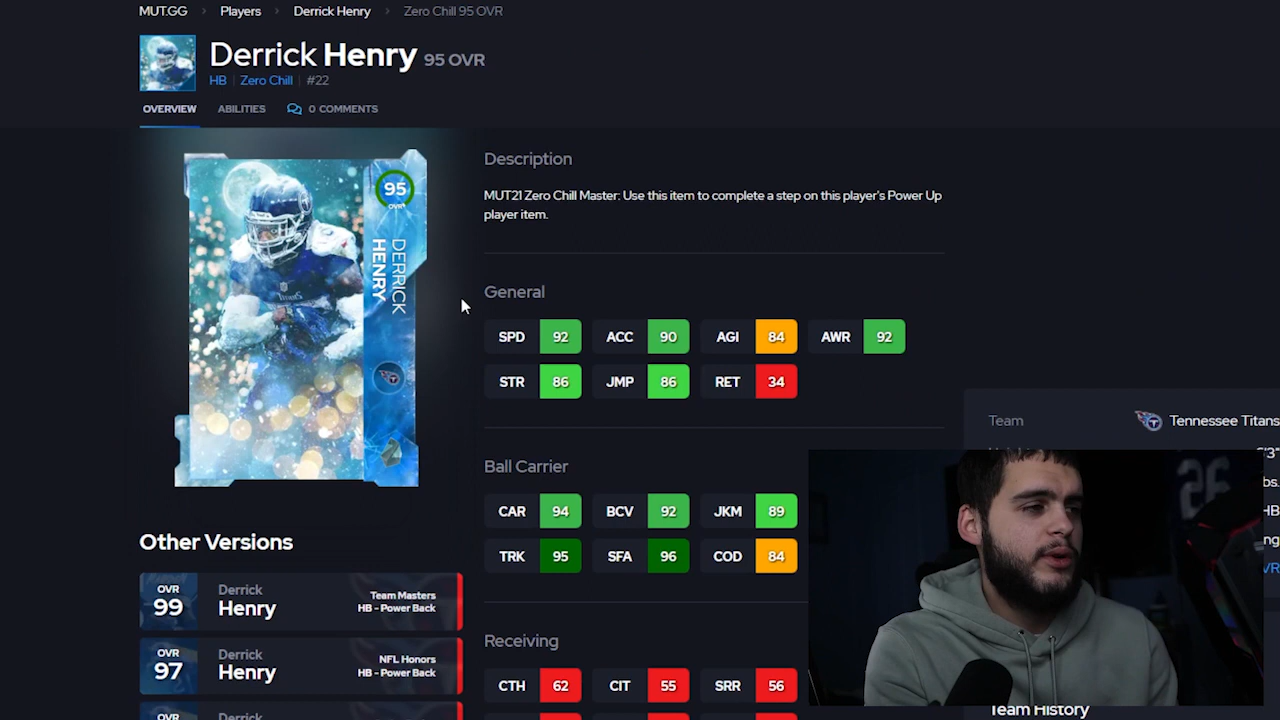 MUT.GG > Players > Derrick Henry > Zero Chill 95 OVR
Derrick Henry 95 OVR
HB | Zero Chill | #22
OVERVIEW ABILITIES 0 COMMENTS
95
OVR
DERRICK
HENRY
Description
MUT21 Zero Chill Master: Use this item to complete a step on this player's Power Up
player item.
General
SPD 92 ACC 90 AGI 84 AWR 92
STR 86 JMP 86 RET 34
Team Tennessee Titans
Ball Carrier
CAR 94 BCV 92 JKM 89
TRK 95 SFA 96 COD 84
Other Versions
OVR
99
Derrick
Henry
Team Masters
HB - Power Back
OVR
97
Derrick
Henry
NFL Honors
HB - Power Back
OVR
Derrick
Receiving
CTH 62 CIT 55 SRR 56
26
Team History